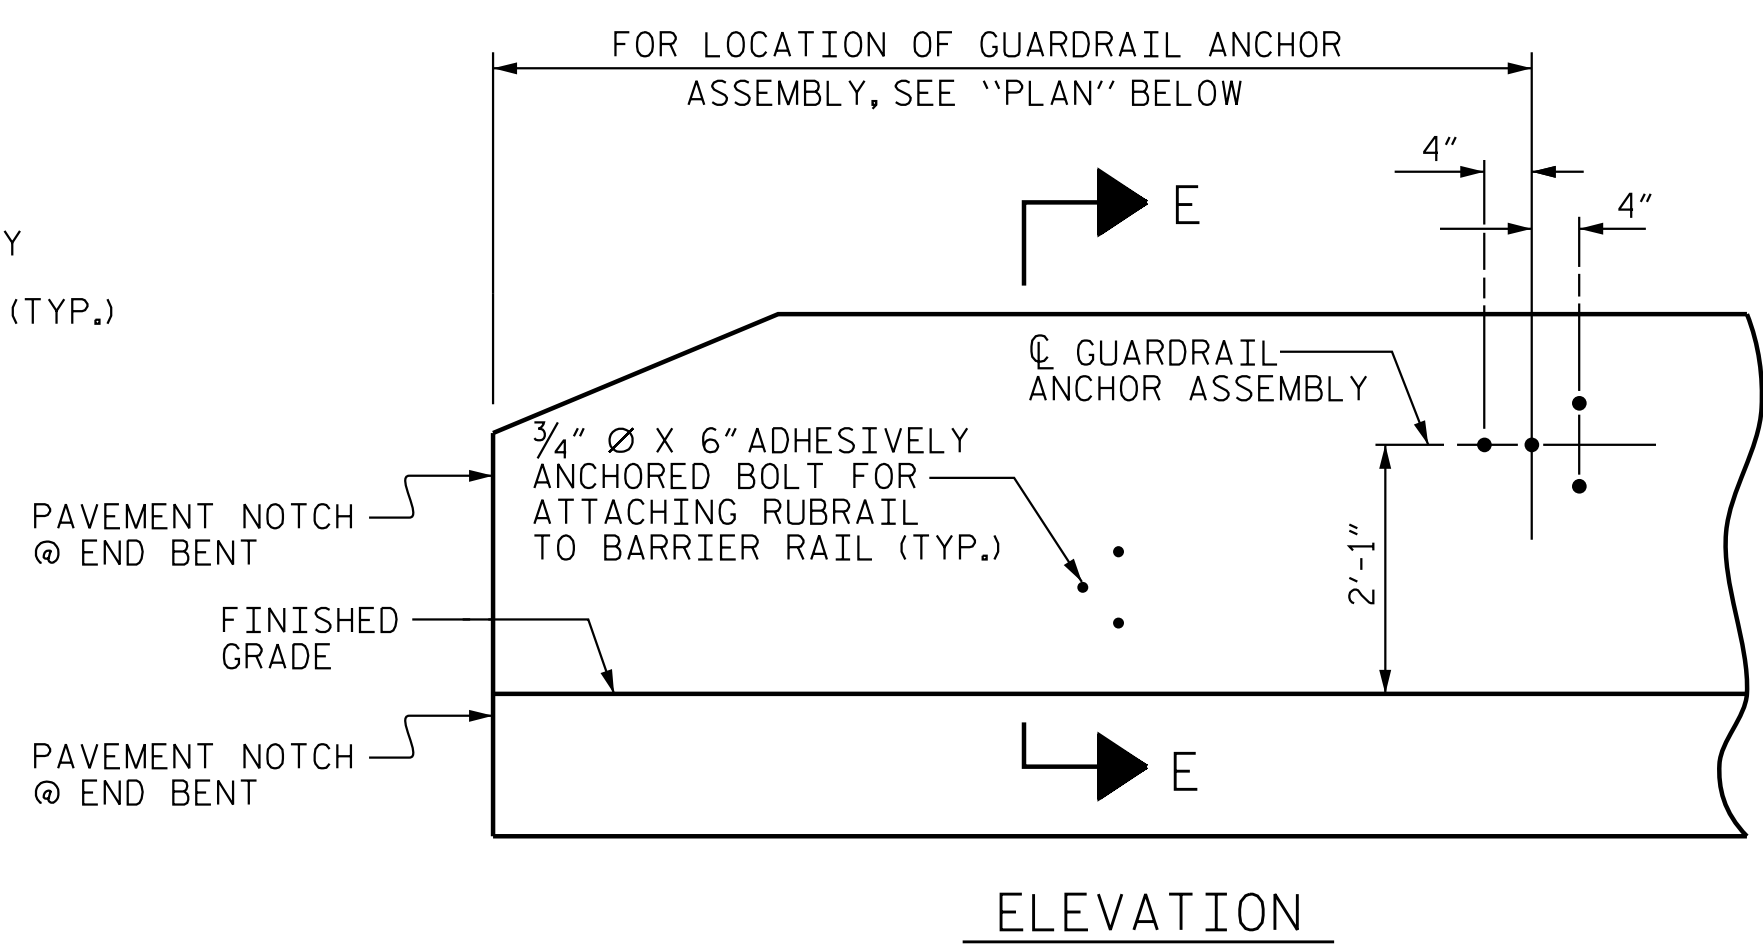 FOR LOCATION OF GUARDRAIL ANCHOR
ASSEMBLY, SEE "PLAN" BELOW
4"
4"
E
Y
(TYP.)
℄ GUARDRAIL
ANCHOR ASSEMBLY
¾" Ø X 6" ADHESIVELY
ANCHORED BOLT FOR
ATTACHING RUBRAIL
TO BARRIER RAIL (TYP.)
PAVEMENT NOTCH
@ END BENT
2'-1"
FINISHED
GRADE
PAVEMENT NOTCH
@ END BENT
E
ELEVATION